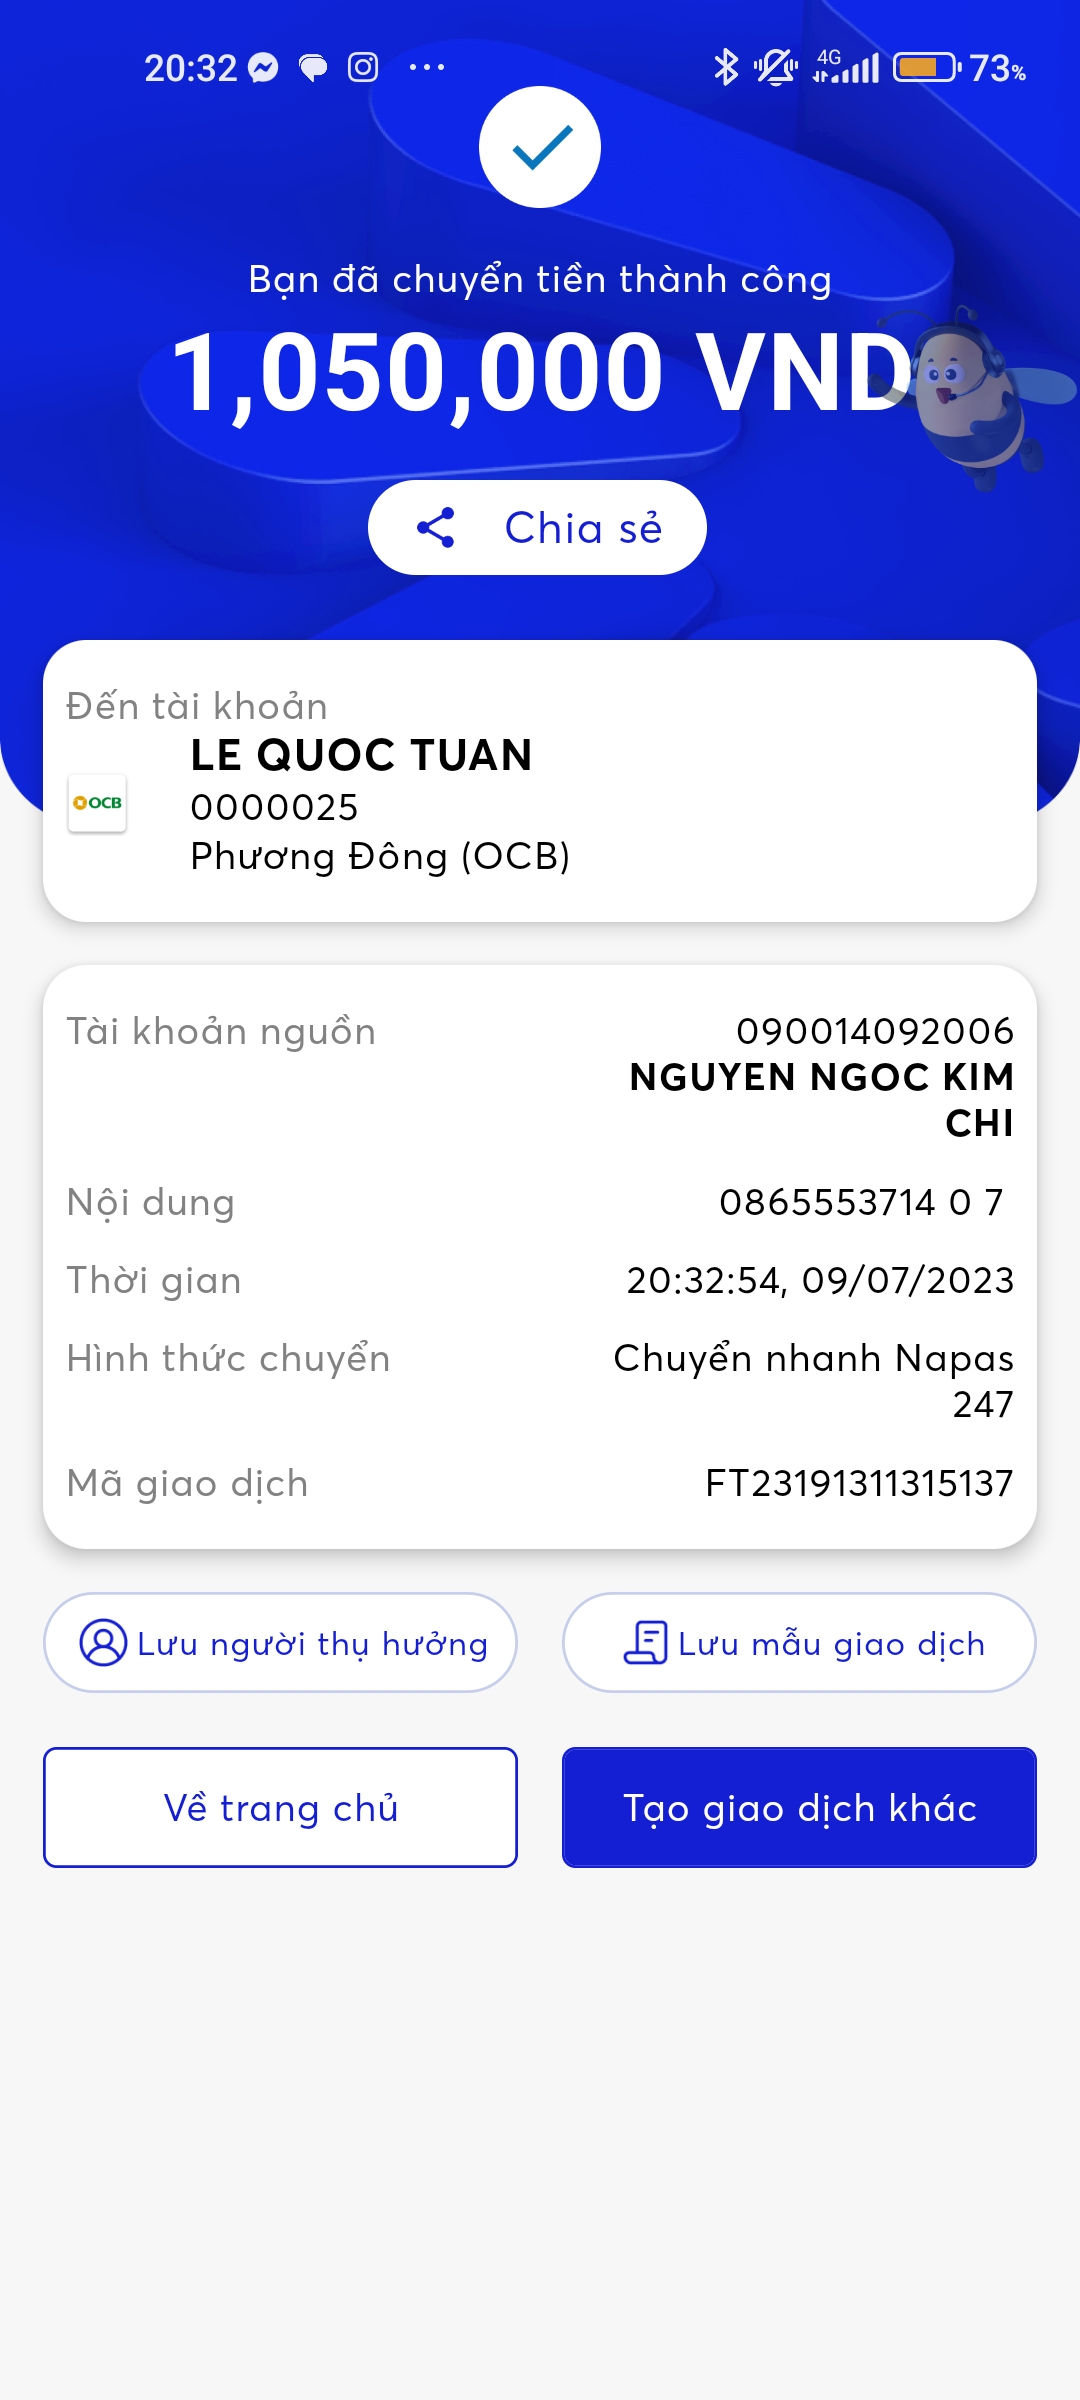 20:32 ... 4G 73%
Bạn đã chuyển tiền thành công
1,050,000 VND
Chia sẻ
Đến tài khoản
LE QUOC TUAN
OCB
0000025
Phương Đông (OCB)
Tài khoản nguồn 090014092006
NGUYEN NGOC KIM
CHI
Nội dung 0865553714 0 7
Thời gian 20:32:54, 09/07/2023
Hình thức chuyển Chuyển nhanh Napas
247
Mã giao dịch FT23191311315137
Lưu người thụ hưởng Lưu mẫu giao dịch
Về trang chủ Tạo giao dịch khác